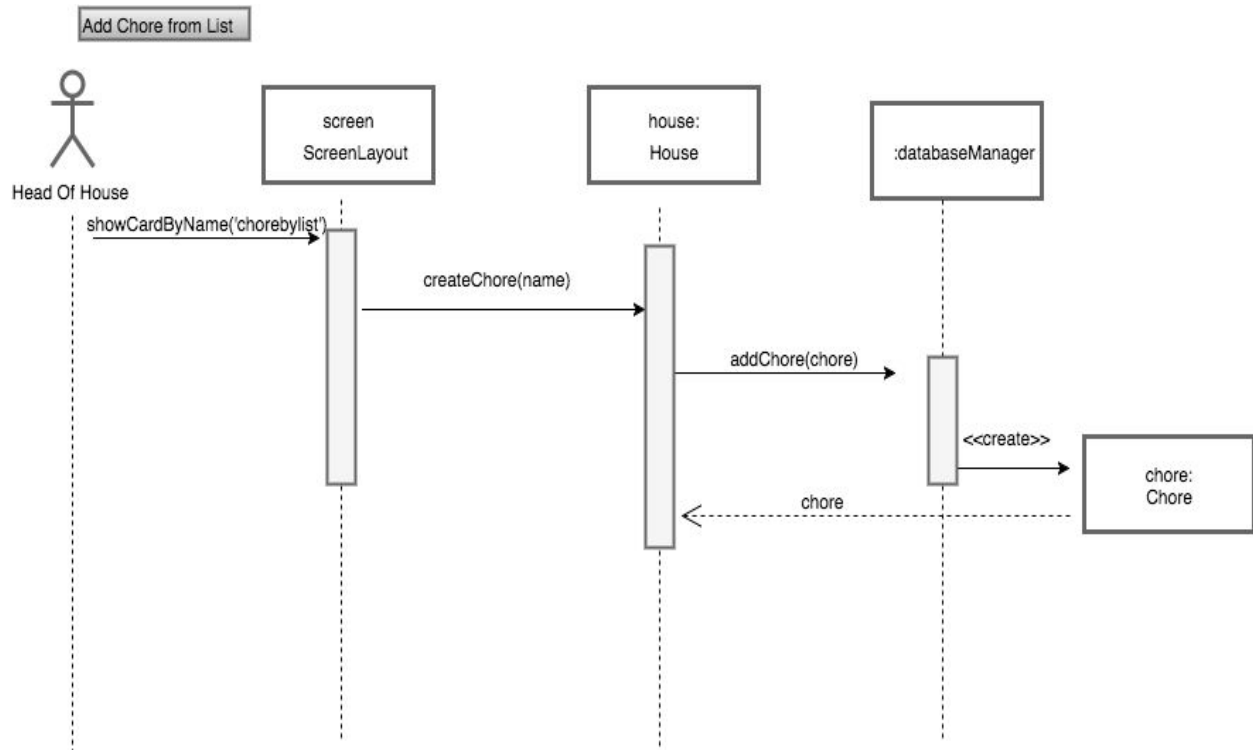 Add Chore from List
Head Of House
screen
ScreenLayout
house:
House
:databaseManager
showCardByName('chorebylist')
createChore(name)
addChore(chore)
<<create>>
chore:
Chore
chore